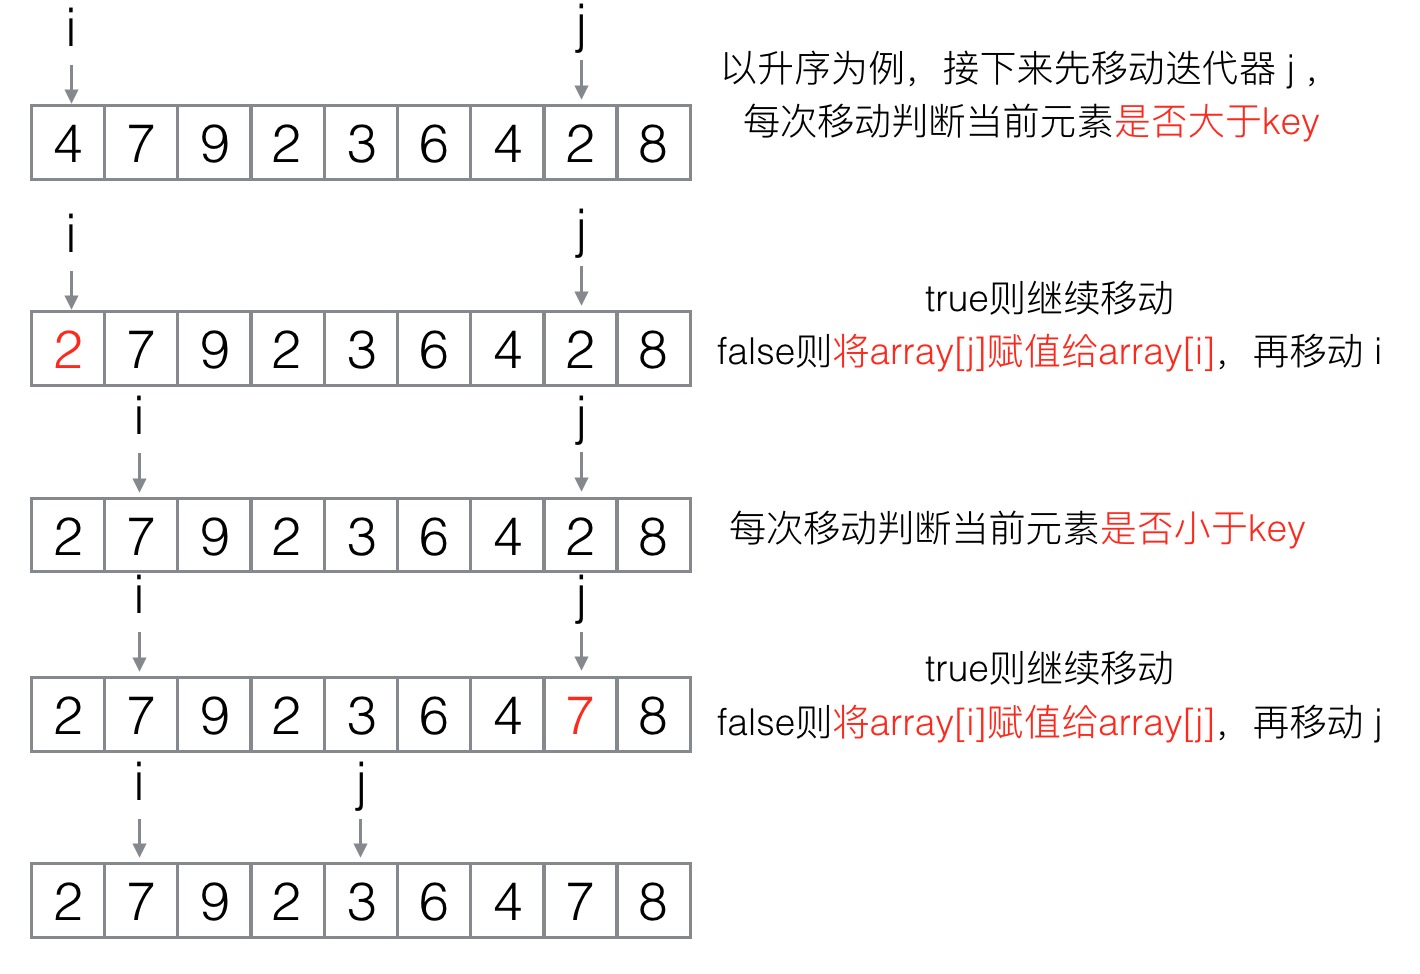 i j
4 7 9 2 3 6 4 2 8
以升序为例，接下来先移动迭代器 j ，
每次移动判断当前元素是否大于key
i j
2 7 9 2 3 6 4 2 8
true则继续移动
false则将array[j]赋值给array[i]，再移动 i
i j
2 7 9 2 3 6 4 2 8
每次移动判断当前元素是否小于key
i j
2 7 9 2 3 6 4 7 8
true则继续移动
false则将array[i]赋值给array[j]，再移动 j
i j
2 7 9 2 3 6 4 7 8